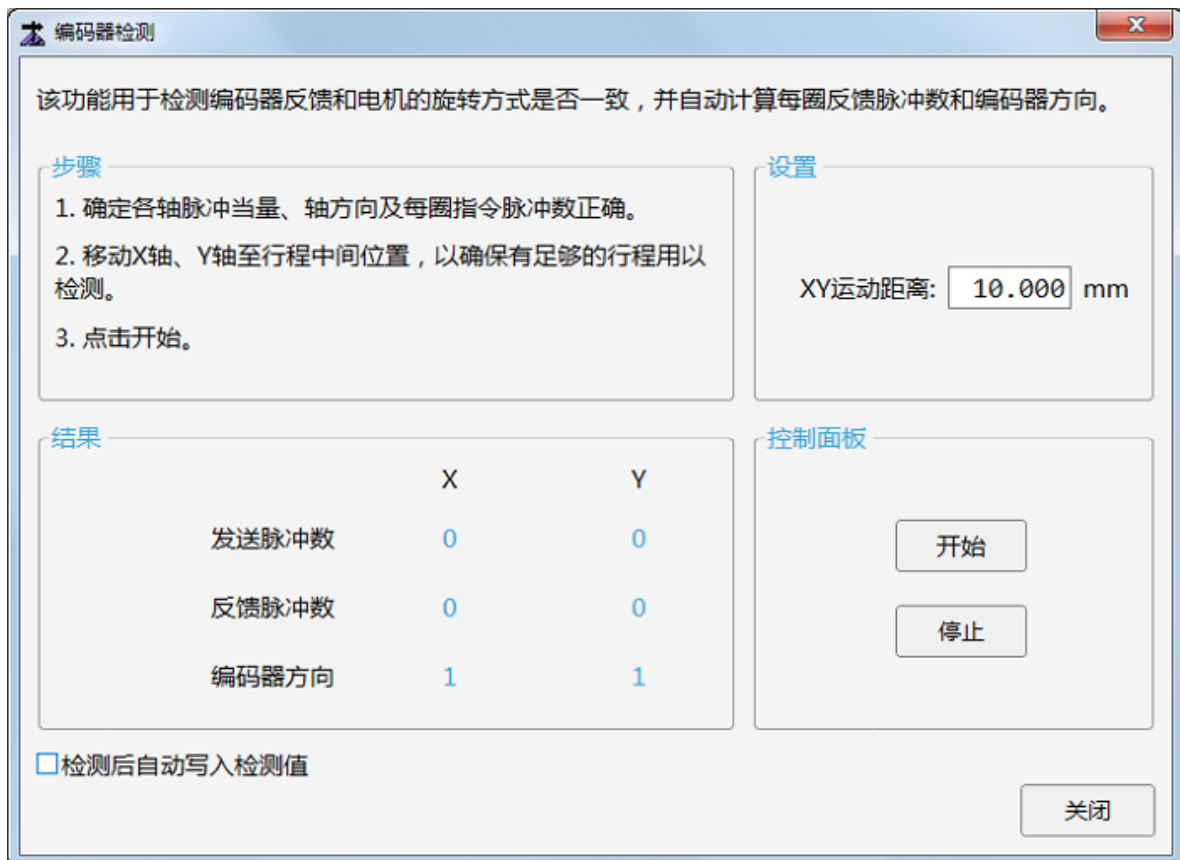 编码器检测
该功能用于检测编码器反馈和电机的旋转方式是否一致，并自动计算每圈反馈脉冲数和编码器方向。
步骤
1. 确定各轴脉冲当量、轴方向及每圈指令脉冲数正确。
2. 移动X轴、Y轴至行程中间位置，以确保有足够的行程用以
检测。
3. 点击开始。
设置
XY运动距离: 10.000 mm
结果
X Y
发送脉冲数 0 0
反馈脉冲数 0 0
编码器方向 1 1
控制面板
开始
停止
检测后自动写入检测值
关闭